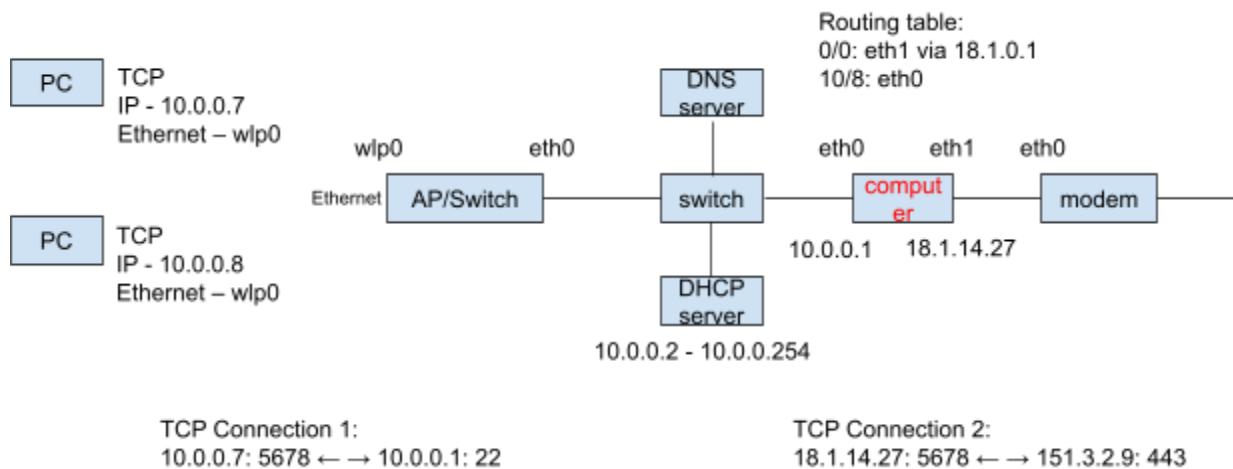 Routing table:
0/0: eth1 via 18.1.0.1
10/8: eth0
PC
TCP
IP - 10.0.0.7
Ethernet – wlp0
DNS
server
wlp0
eth0
eth0
eth1
eth0
Ethernet
AP/Switch
switch
comput
er
modem
PC
TCP
IP - 10.0.0.8
Ethernet – wlp0
10.0.0.1
18.1.14.27
DHCP
server
10.0.0.2 - 10.0.0.254
TCP Connection 1:
10.0.0.7: 5678 ← → 10.0.0.1: 22
TCP Connection 2:
18.1.14.27: 5678 ← → 151.3.2.9: 443